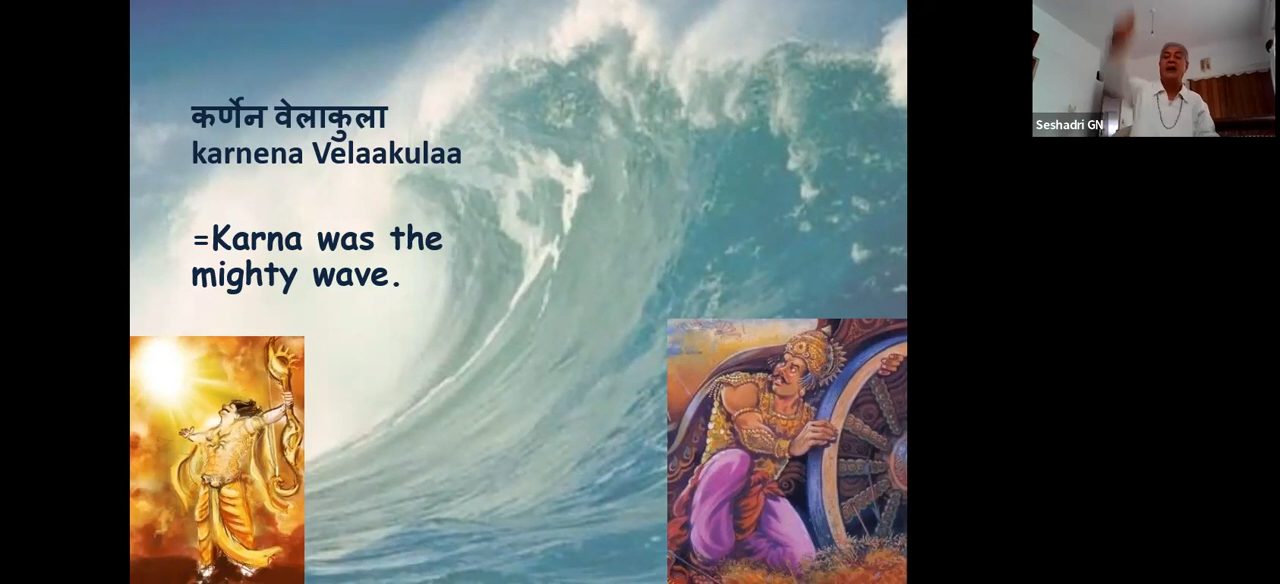 कर्णेन वेलाकुला
karnena Velaakulaa
=Karna was the
mighty wave.
Seshadri GN